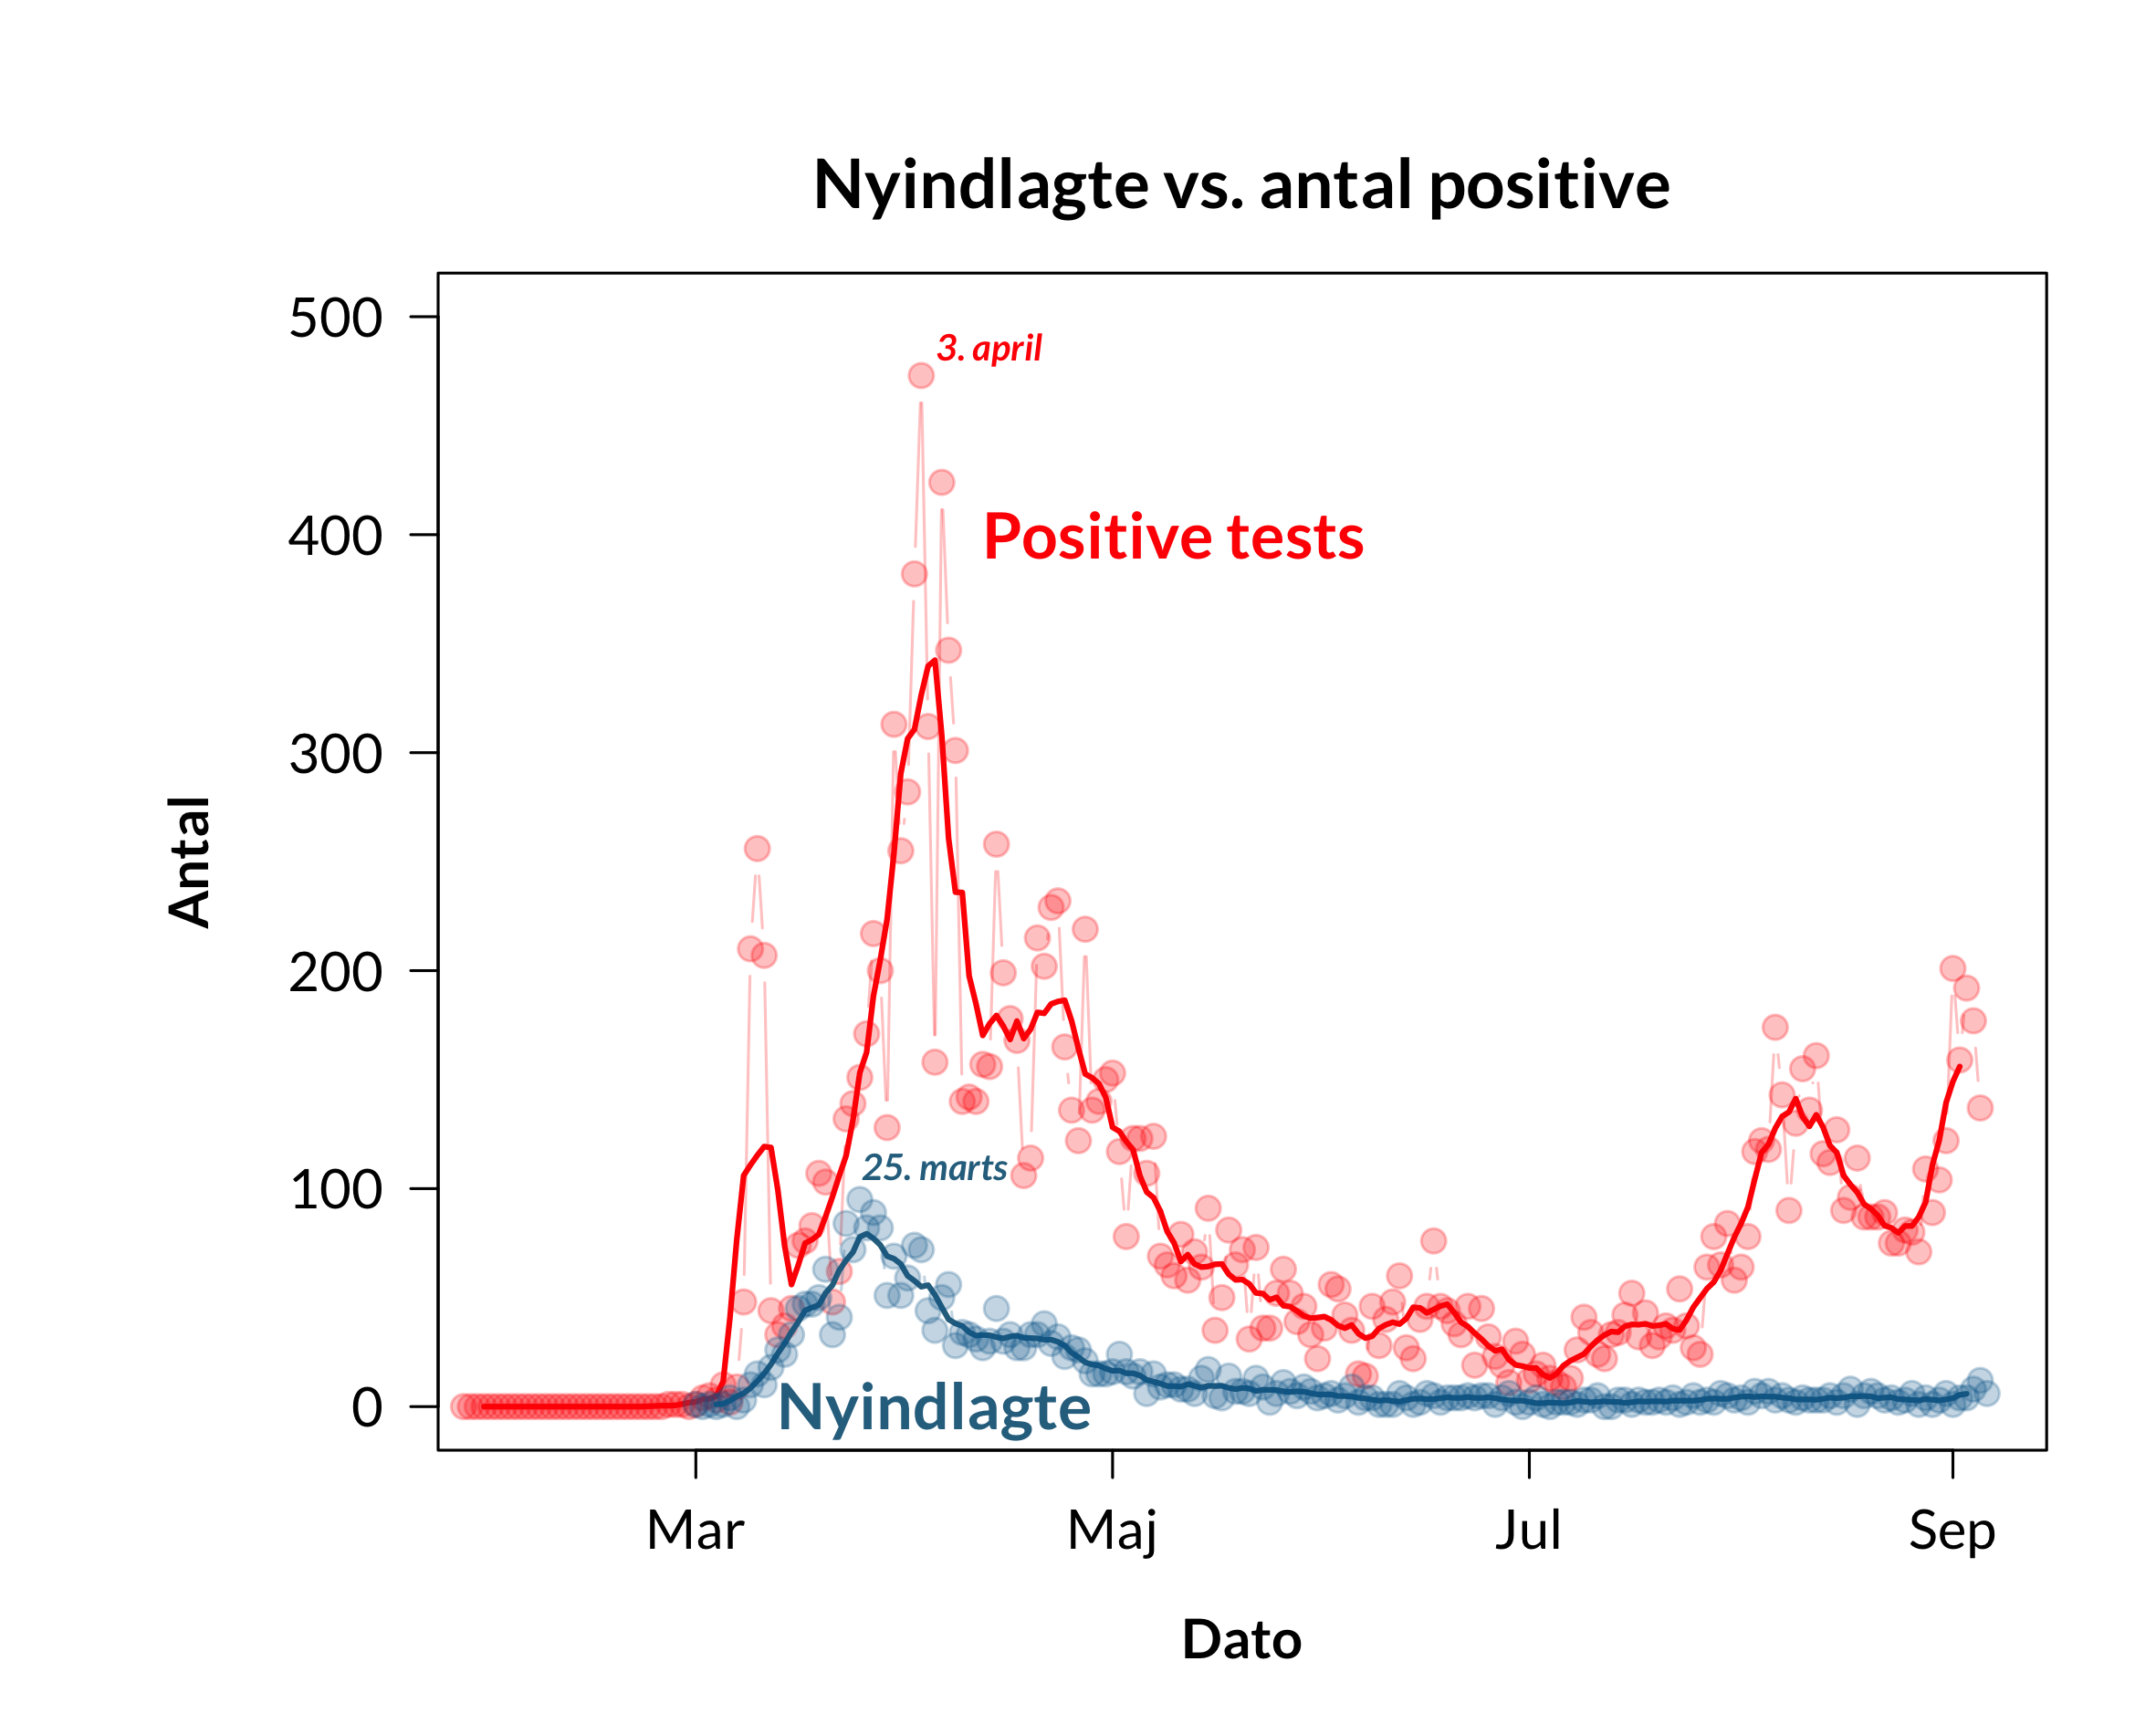 Nyindlagte vs. antal positive
500
400
300
200
100
0
Antal
3. april
Positive tests
25. marts
Nyindlagte
Mar
Maj
Jul
Sep
Dato